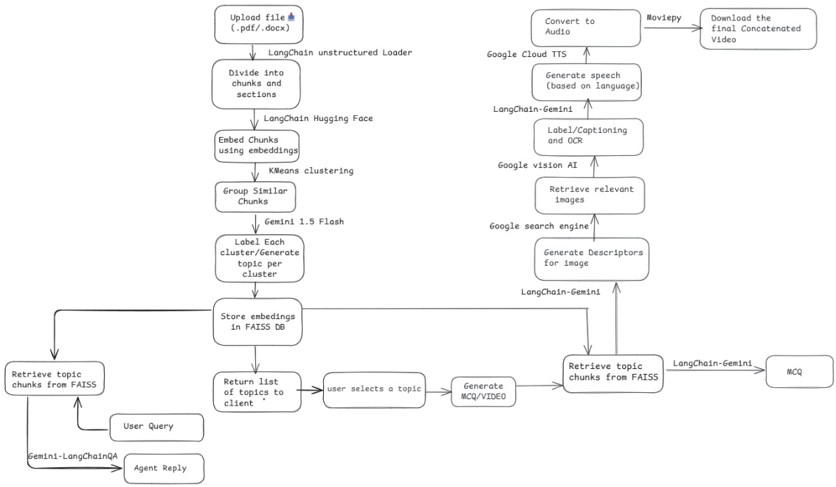 Upload file
(.pdf/.docx)
LangChain unstructured Loader
Divide into
chunks and
sections
LangChain Hugging Face
Embed Chunks
using embeddings
KMeans clustering
Group Similar
Chunks
Gemini 1.5 Flash
Label Each
cluster/Generate
topic per
cluster
Store embedings
in FAISS DB
Retrieve topic
chunks from FAISS
User Query
Gemini-LangChainQA
Agent Reply
Return list
of topics to
client
user selects a topic
Generate
MCQ/VIDEO
Retrieve topic
chunks from FAISS
LangChain-Gemini
MCQ
LangChain-Gemini
Generate Descriptors
for image
Google search engine
Retrieve relevant
images
Google vision AI
Label/Captioning
and OCR
LangChain-Gemini
Generate speech
(based on language)
Google Cloud TTS
Convert to
Audio
Moviepy
Download the
final Concatenated
Video